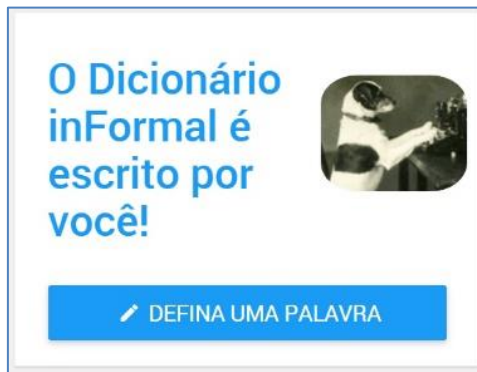 O Dicionário
inFormal é
escrito por
você!
DEFINA UMA PALAVRA